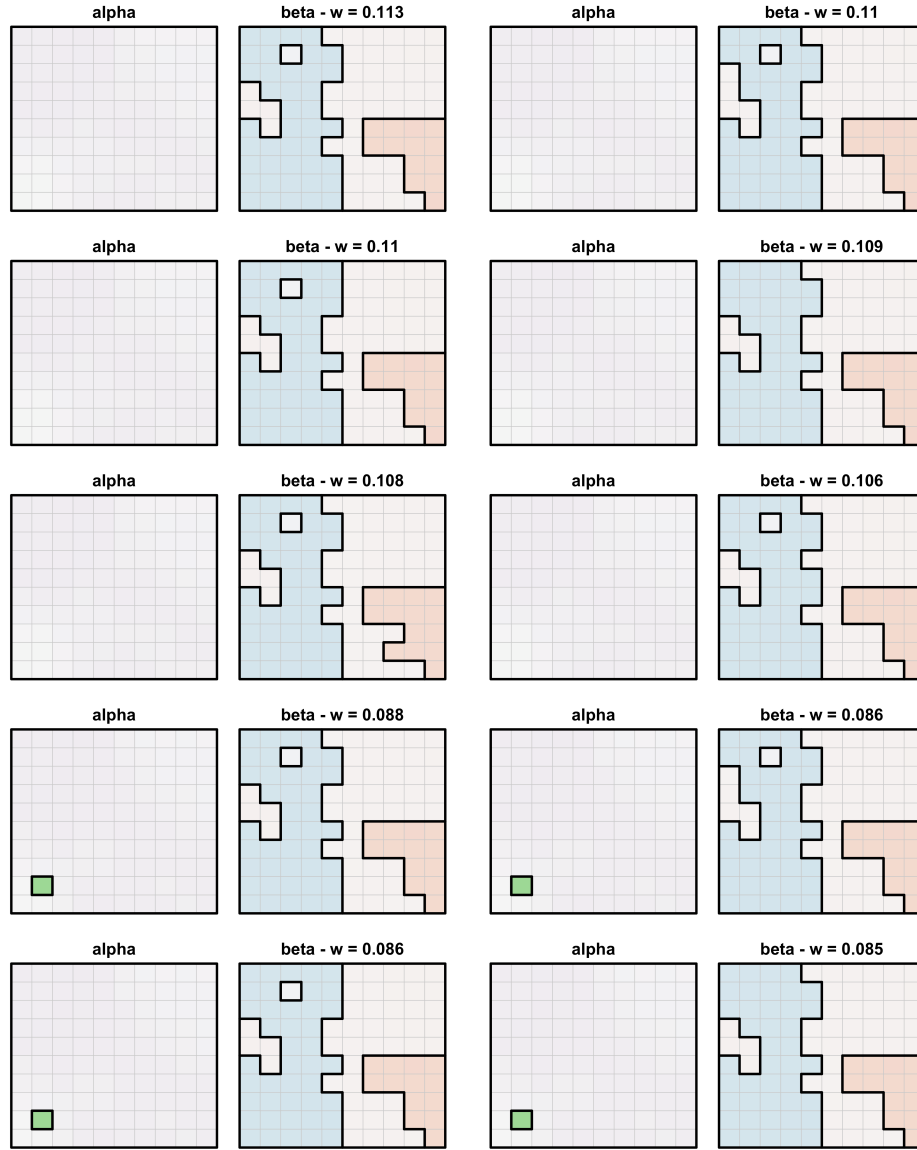 alpha beta - w = 0.113 alpha beta - w = 0.11
alpha beta - w = 0.11 alpha beta - w = 0.109
alpha beta - w = 0.108 alpha beta - w = 0.106
alpha beta - w = 0.088 alpha beta - w = 0.086
alpha beta - w = 0.086 alpha beta - w = 0.085